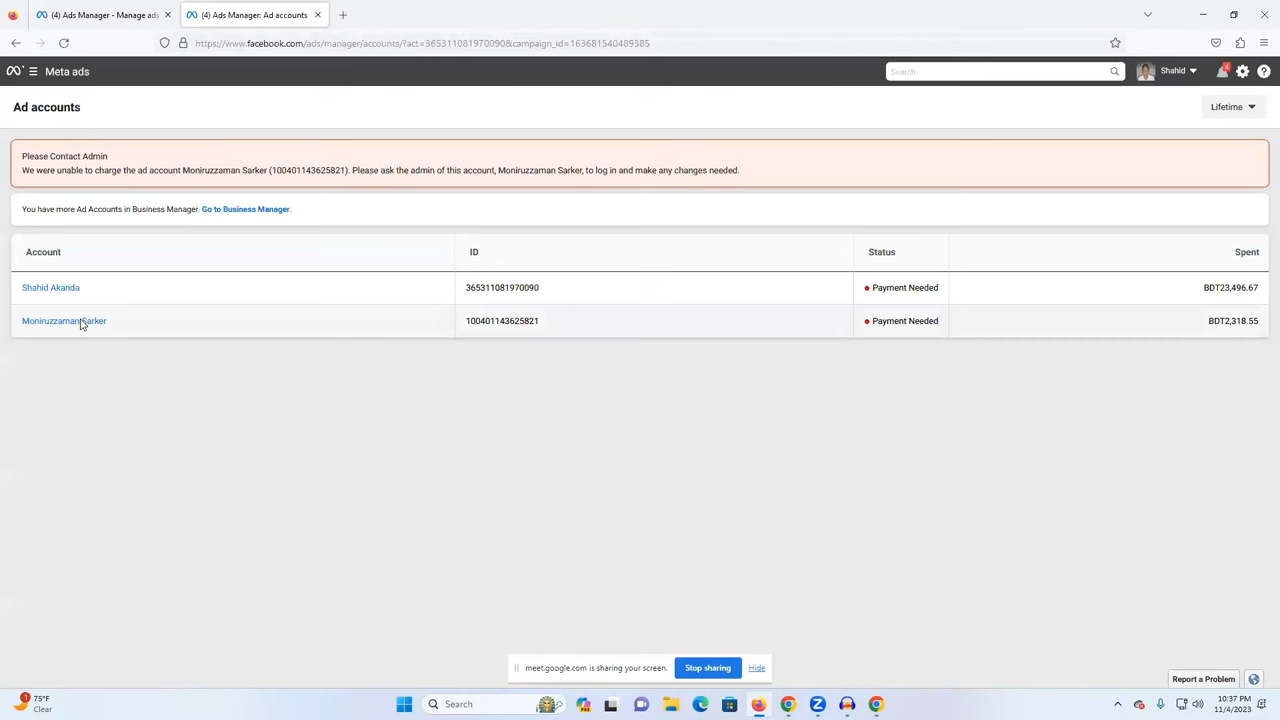 (4) Ads Manager - Manage ads
(4) Ads Manager: Ad accounts
https://www.facebook.com/ads/manager/accounts/?act=365311081970090&campaign_id=163681540489385
Meta ads
Search
Shahid
4
Ad accounts
Lifetime
Please Contact Admin
We were unable to charge the ad account Moniruzzaman Sarker (100401143625821). Please ask the admin of this account, Moniruzzaman Sarker, to log in and make any changes needed.
You have more Ad Accounts in Business Manager. Go to Business Manager.
Account ID Status Spent
Shahid Akanda 365311081970090 Payment Needed BDT23,496.67
Moniruzzaman Sarker 100401143625821 Payment Needed BDT2,318.55
meet.google.com is sharing your screen. Stop sharing Hide
Report a Problem
1
75°F
Clear
Search
10:37 PM
11/4/2023